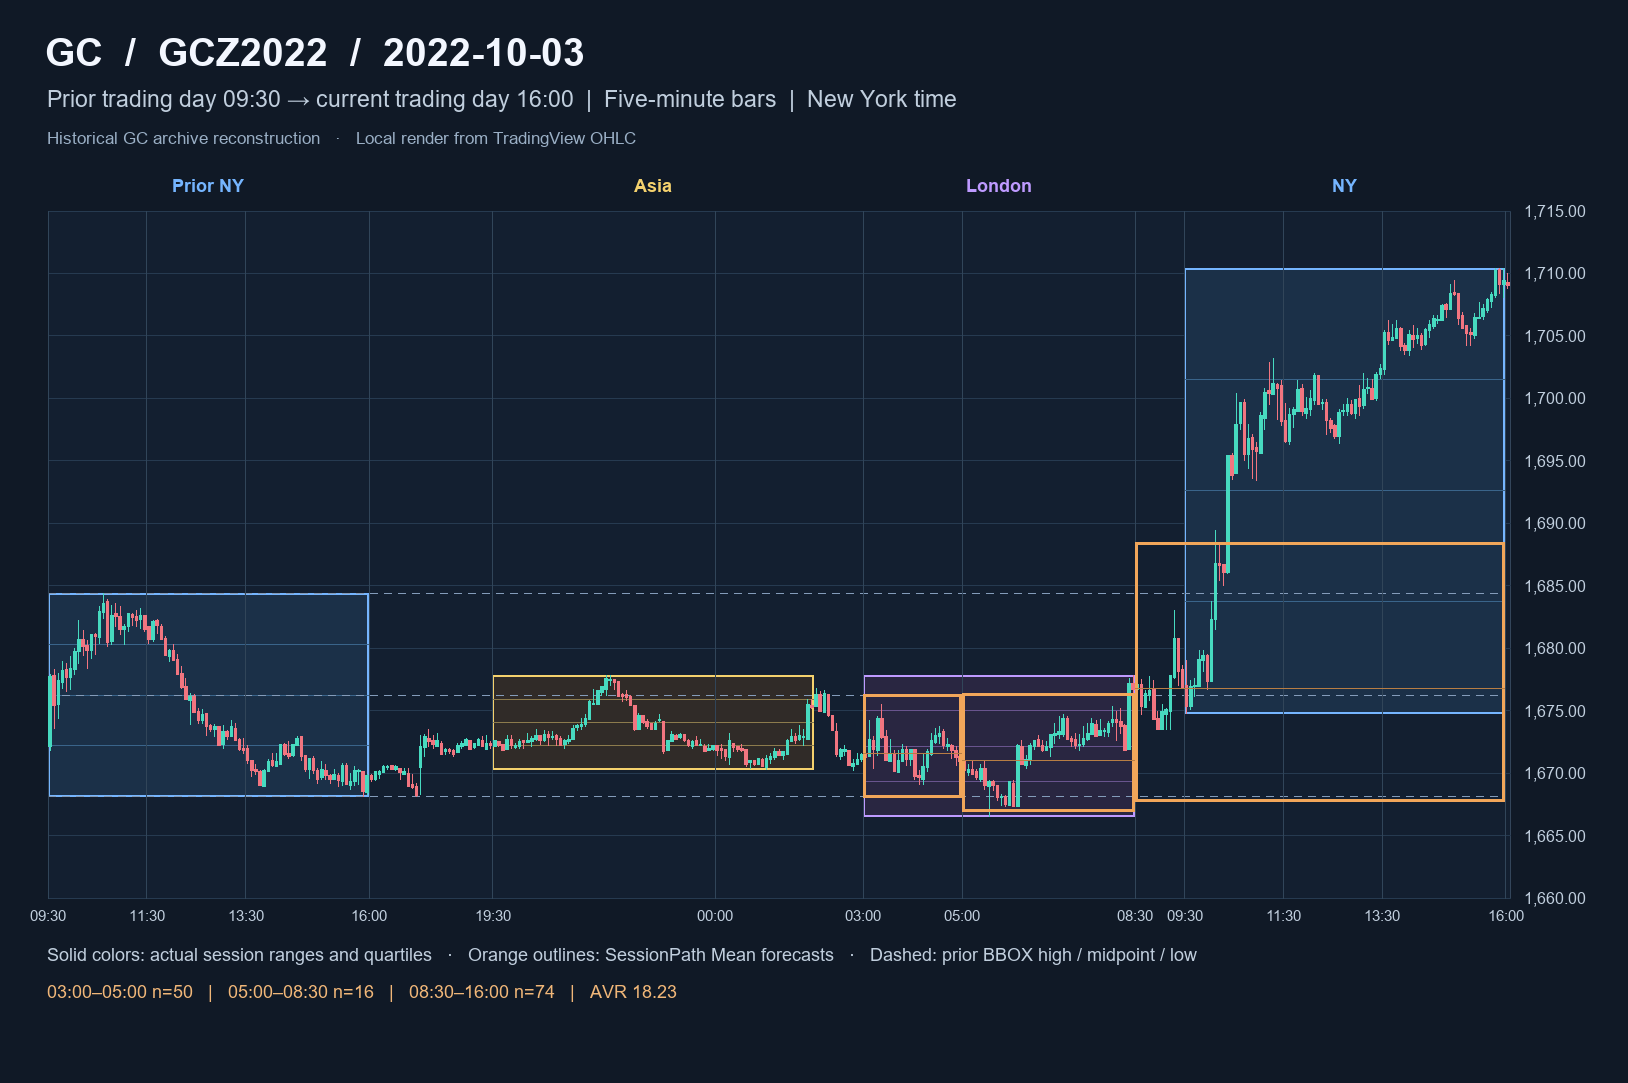 GC / GCZ2022 / 2022-10-03
Prior trading day 09:30 → current trading day 16:00 | Five-minute bars | New York time
Historical GC archive reconstruction · Local render from TradingView OHLC
Prior NY Asia London NY
1,715.00
1,710.00
1,705.00
1,700.00
1,695.00
1,690.00
1,685.00
1,680.00
1,675.00
1,670.00
1,665.00
1,660.00
09:30 11:30 13:30 16:00 19:30 00:00 03:00 05:00 08:30 09:30 11:30 13:30 16:00
Solid colors: actual session ranges and quartiles · Orange outlines: SessionPath Mean forecasts · Dashed: prior BBOX high / midpoint / low
03:00–05:00 n=50 | 05:00–08:30 n=16 | 08:30–16:00 n=74 | AVR 18.23